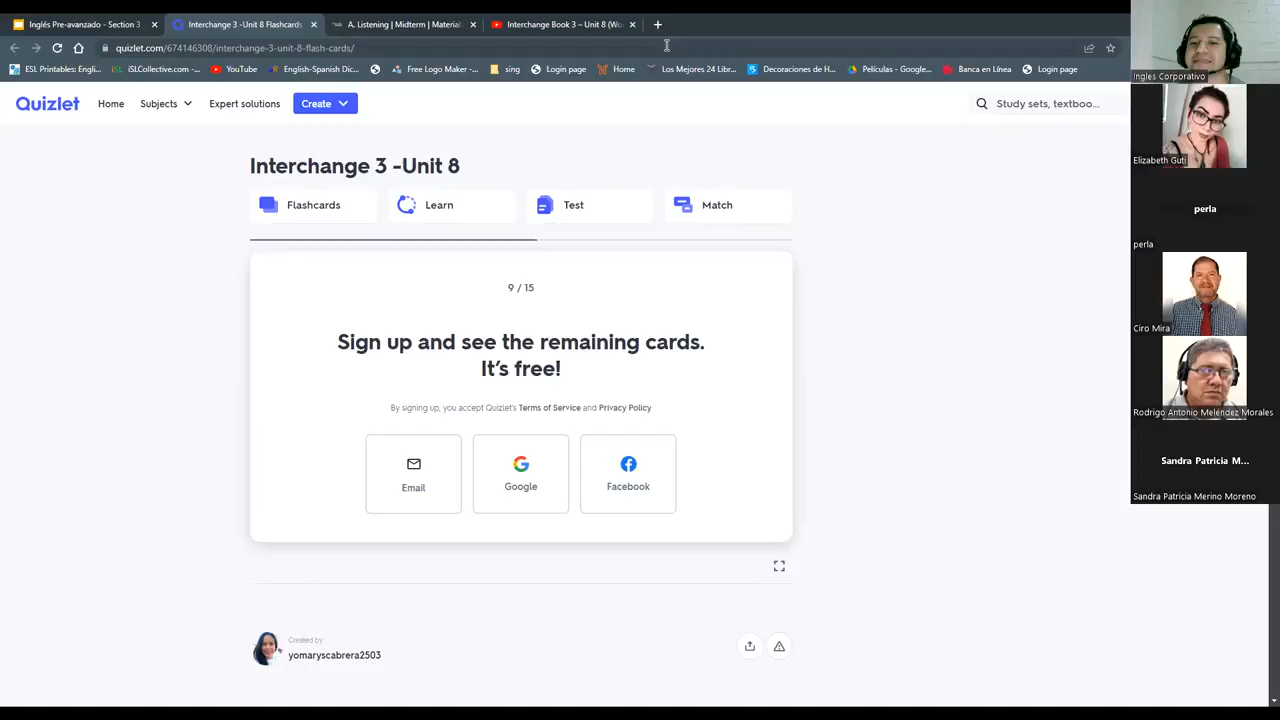 Inglés Pre-avanzado - Section 3
Interchange 3 -Unit 8 Flashcards
A. Listening | Midterm | Material
Interchange Book 3 – Unit 8 (Wo
quizlet.com/674146308/interchange-3-unit-8-flash-cards/
ESL Printables: Engli...
iSLCollective.com -...
YouTube
English-Spanish Dic...
Free Logo Maker -...
sing
Login page
Home
Los Mejores 24 Libr...
Decoraciones de H...
Películas - Google...
Banca en Línea
Login page
Quizlet
Home
Subjects
Expert solutions
Create
Study sets, textboo...
Interchange 3 -Unit 8
Flashcards
Learn
Test
Match
9 / 15
Sign up and see the remaining cards.
It's free!
By signing up, you accept Quizlet's Terms of Service and Privacy Policy
Email
Google
Facebook
Created by
yomaryscabrera2503
Ingles Corporativo
Elizabeth Guti
perla
perla
Ciro Mira
Rodrigo Antonio Meléndez Morales
Sandra Patricia M...
Sandra Patricia Merino Moreno